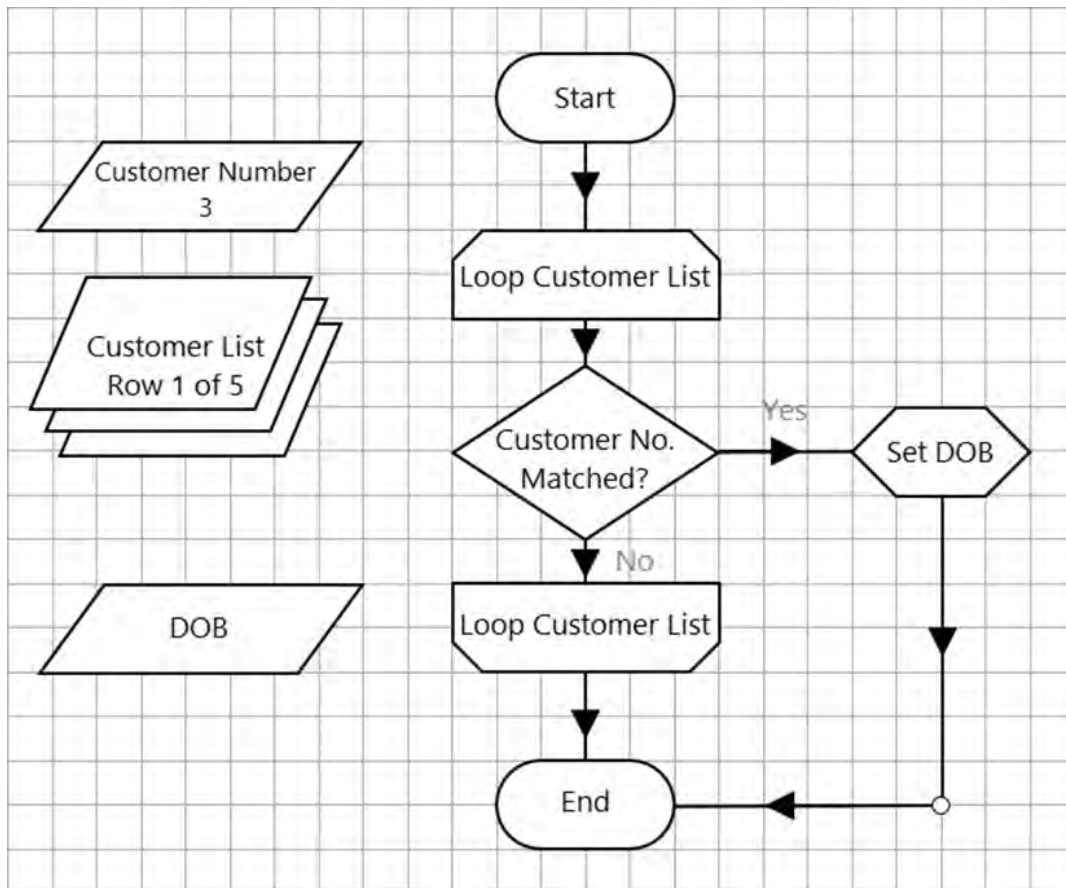 Start
Customer Number
3
Loop Customer List
Customer List
Row 1 of 5
Customer No.
Matched?
Yes
Set DOB
No
DOB
Loop Customer List
End